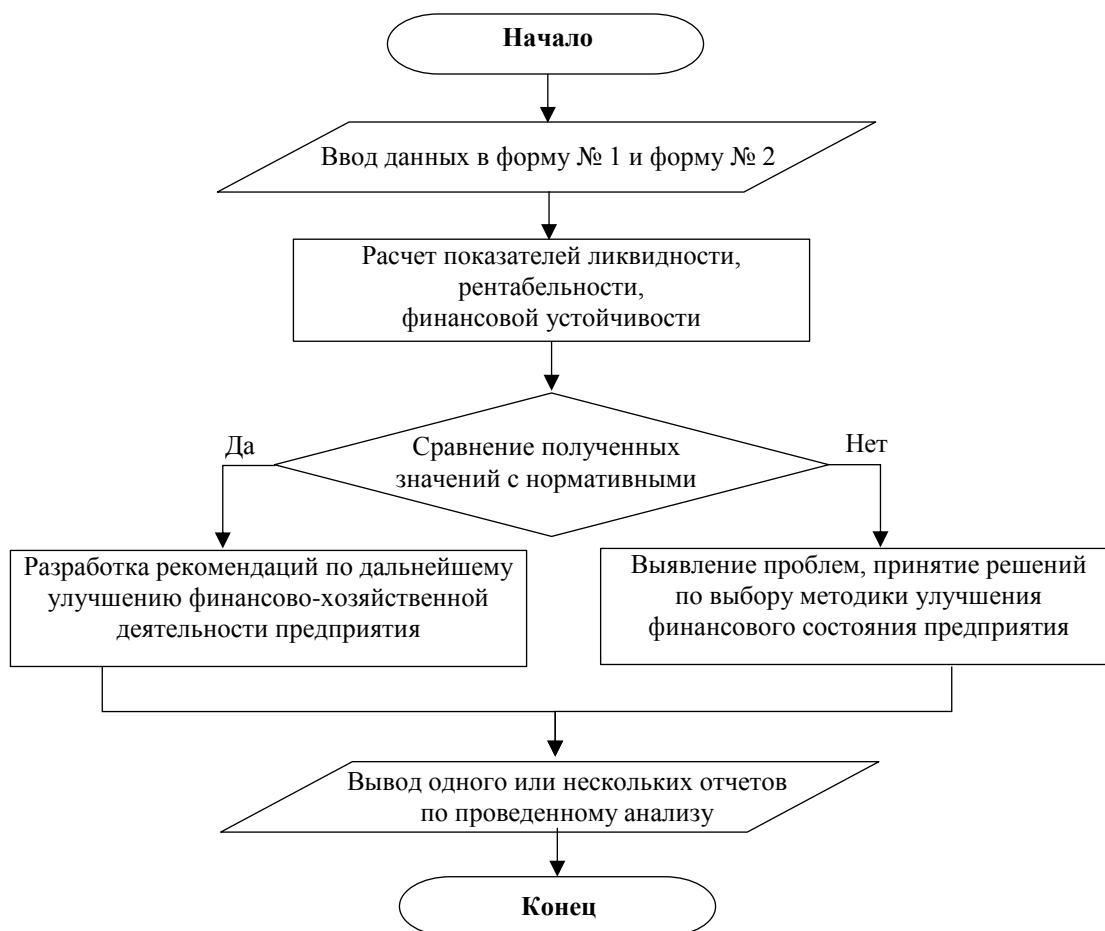 Начало
Ввод данных в форму № 1 и форму № 2
Расчет показателей ликвидности,
рентабельности,
финансовой устойчивости
Сравнение полученных
значений с нормативными
Да
Нет
Разработка рекомендаций по дальнейшему
улучшению финансово-хозяйственной
деятельности предприятия
Выявление проблем, принятие решений
по выбору методики улучшения
финансового состояния предприятия
Вывод одного или нескольких отчетов
по проведенному анализу
Конец